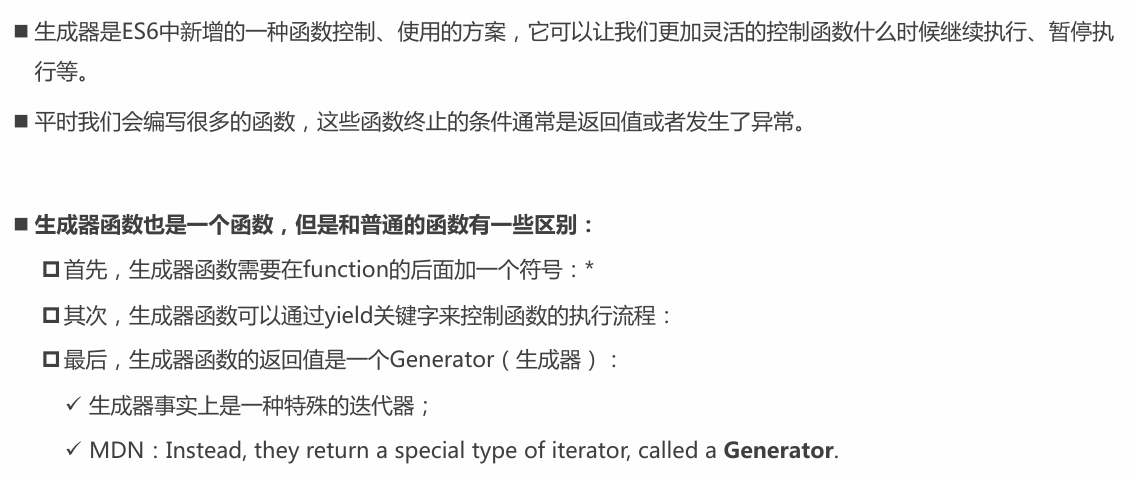 ■ 生成器是ES6中新增的一种函数控制、使用的方案，它可以让我们更加灵活的控制函数什么时候继续执行、暂停执
行等。
■ 平时我们会编写很多的函数，这些函数终止的条件通常是返回值或者发生了异常。
■ 生成器函数也是一个函数，但是和普通的函数有一些区别：
首先，生成器函数需要在function的后面加一个符号：*
其次，生成器函数可以通过yield关键字来控制函数的执行流程：
最后，生成器函数的返回值是一个Generator（生成器）：
✓ 生成器事实上是一种特殊的迭代器；
✓ MDN：Instead, they return a special type of iterator, called a Generator.